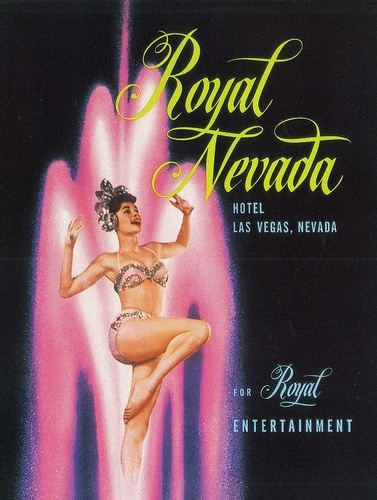 Royal
Nevada
HOTEL
LAS VEGAS, NEVADA
FOR Royal
ENTERTAINMENT